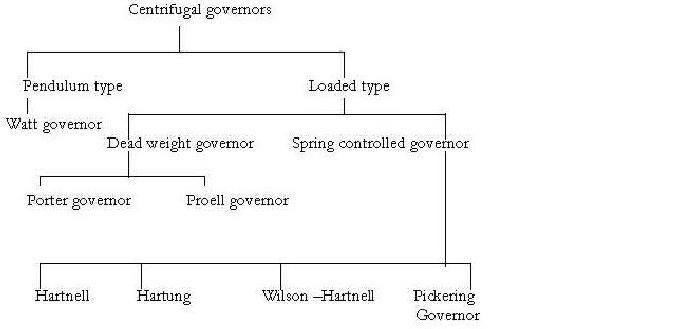 Centrifugal governors
Pendulum type
Loaded type
Watt governor
Dead weight governor
Spring controlled governor
Porter governor
Proell governor
Hartnell
Hartung
Wilson –Hartnell
Pickering
Governor